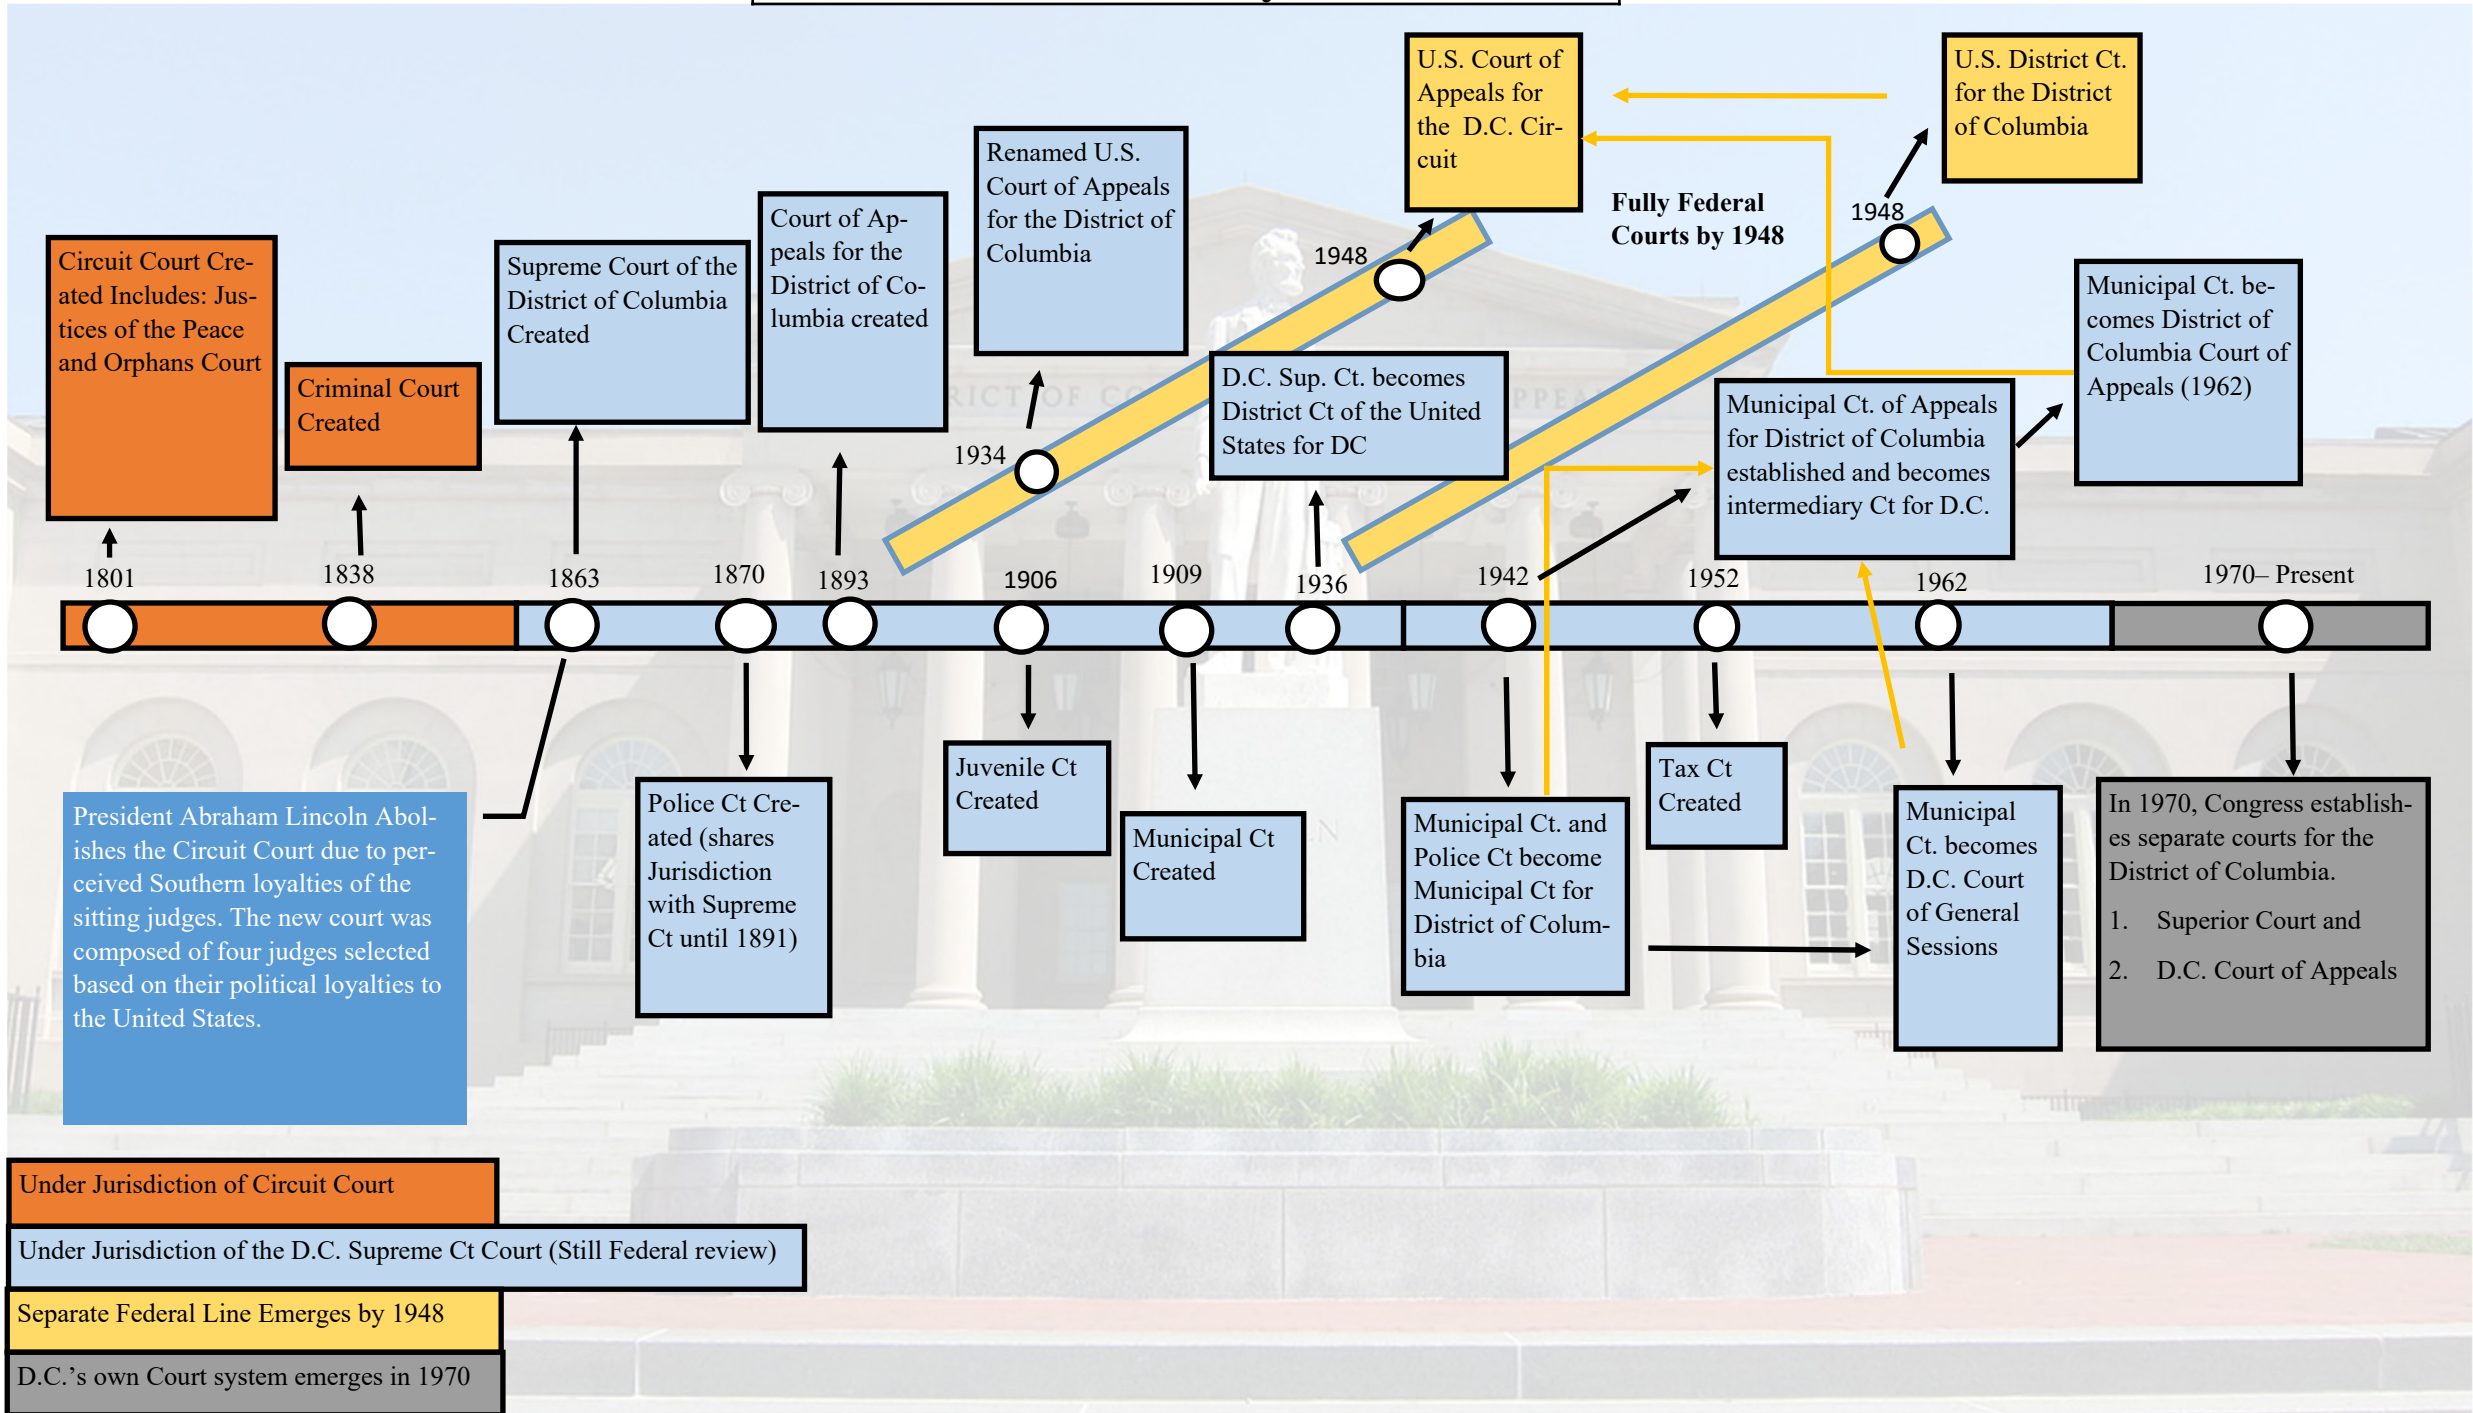 U.S. Court of
Appeals for
the D.C. Cir-
cuit
U.S. District Ct.
for the District
of Columbia
Renamed U.S.
Court of Appeals
for the District of
Columbia
Court of Ap-
peals for the
District of Co-
lumbia created
Fully Federal
Courts by 1948
1948
1948
Circuit Court Cre-
ated Includes: Jus-
tices of the Peace
and Orphans Court
Supreme Court of the
District of Columbia
Created
Municipal Ct. be-
comes District of
Columbia Court of
Appeals (1962)
Criminal Court
Created
D.C. Sup. Ct. becomes
District Ct of the United
States for DC
Municipal Ct. of Appeals
for District of Columbia
established and becomes
intermediary Ct for D.C.
1934
1801
1838
1863
1870
1893
1906
1909
1936
1942
1952
1962
1970– Present
President Abraham Lincoln Abol-
ishes the Circuit Court due to per-
ceived Southern loyalties of the
sitting judges. The new court was
composed of four judges selected
based on their political loyalties to
the United States.
Police Ct Cre-
ated (shares
Jurisdiction
with Supreme
Ct until 1891)
Juvenile Ct
Created
Municipal Ct
Created
Municipal Ct. and
Police Ct become
Municipal Ct for
District of Colum-
bia
Tax Ct
Created
Municipal
Ct. becomes
D.C. Court
of General
Sessions
In 1970, Congress establish-
es separate courts for the
District of Columbia.
1. Superior Court and
2. D.C. Court of Appeals
Under Jurisdiction of Circuit Court
Under Jurisdiction of the D.C. Supreme Ct Court (Still Federal review)
Separate Federal Line Emerges by 1948
D.C.’s own Court system emerges in 1970